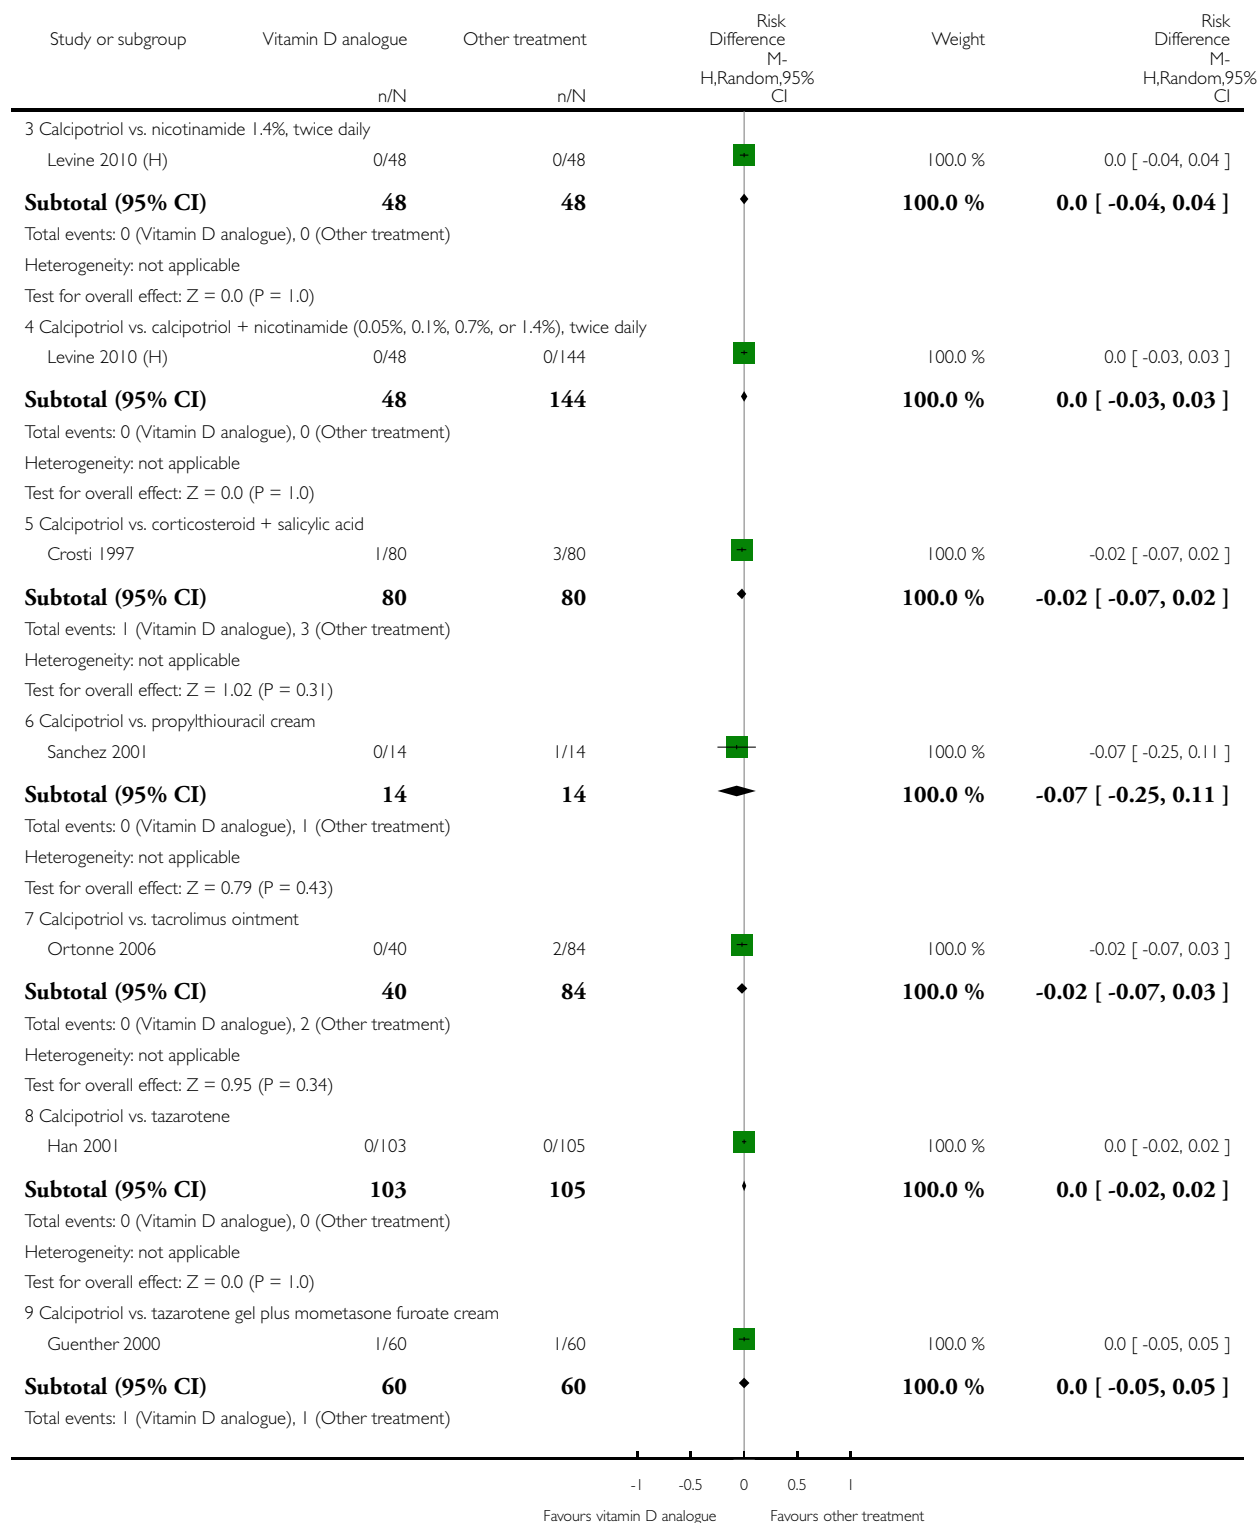 Study or subgroup Vitamin D analogue Other treatment Risk Difference Weight Risk Difference
M-H,Random,95% CI M-H,Random,95% CI
n/N n/N
3 Calcipotriol vs. nicotinamide 1.4%, twice daily
Levine 2010 (H) 0/48 0/48 100.0 % 0.0 [ -0.04, 0.04 ]
Subtotal (95% CI) 48 48 100.0 % 0.0 [ -0.04, 0.04 ]
Total events: 0 (Vitamin D analogue), 0 (Other treatment)
Heterogeneity: not applicable
Test for overall effect: Z = 0.0 (P = 1.0)
4 Calcipotriol vs. calcipotriol + nicotinamide (0.05%, 0.1%, 0.7%, or 1.4%), twice daily
Levine 2010 (H) 0/48 0/144 100.0 % 0.0 [ -0.03, 0.03 ]
Subtotal (95% CI) 48 144 100.0 % 0.0 [ -0.03, 0.03 ]
Total events: 0 (Vitamin D analogue), 0 (Other treatment)
Heterogeneity: not applicable
Test for overall effect: Z = 0.0 (P = 1.0)
5 Calcipotriol vs. corticosteroid + salicylic acid
Crosti 1997 1/80 3/80 100.0 % -0.02 [ -0.07, 0.02 ]
Subtotal (95% CI) 80 80 100.0 % -0.02 [ -0.07, 0.02 ]
Total events: 1 (Vitamin D analogue), 3 (Other treatment)
Heterogeneity: not applicable
Test for overall effect: Z = 1.02 (P = 0.31)
6 Calcipotriol vs. propylthiouracil cream
Sanchez 2001 0/14 1/14 100.0 % -0.07 [ -0.25, 0.11 ]
Subtotal (95% CI) 14 14 100.0 % -0.07 [ -0.25, 0.11 ]
Total events: 0 (Vitamin D analogue), 1 (Other treatment)
Heterogeneity: not applicable
Test for overall effect: Z = 0.79 (P = 0.43)
7 Calcipotriol vs. tacrolimus ointment
Ortonne 2006 0/40 2/84 100.0 % -0.02 [ -0.07, 0.03 ]
Subtotal (95% CI) 40 84 100.0 % -0.02 [ -0.07, 0.03 ]
Total events: 0 (Vitamin D analogue), 2 (Other treatment)
Heterogeneity: not applicable
Test for overall effect: Z = 0.95 (P = 0.34)
8 Calcipotriol vs. tazarotene
Han 2001 0/103 0/105 100.0 % 0.0 [ -0.02, 0.02 ]
Subtotal (95% CI) 103 105 100.0 % 0.0 [ -0.02, 0.02 ]
Total events: 0 (Vitamin D analogue), 0 (Other treatment)
Heterogeneity: not applicable
Test for overall effect: Z = 0.0 (P = 1.0)
9 Calcipotriol vs. tazarotene gel plus mometasone furoate cream
Guenther 2000 1/60 1/60 100.0 % 0.0 [ -0.05, 0.05 ]
Subtotal (95% CI) 60 60 100.0 % 0.0 [ -0.05, 0.05 ]
Total events: 1 (Vitamin D analogue), 1 (Other treatment)
-1 -0.5 0 0.5 1
Favours vitamin D analogue Favours other treatment